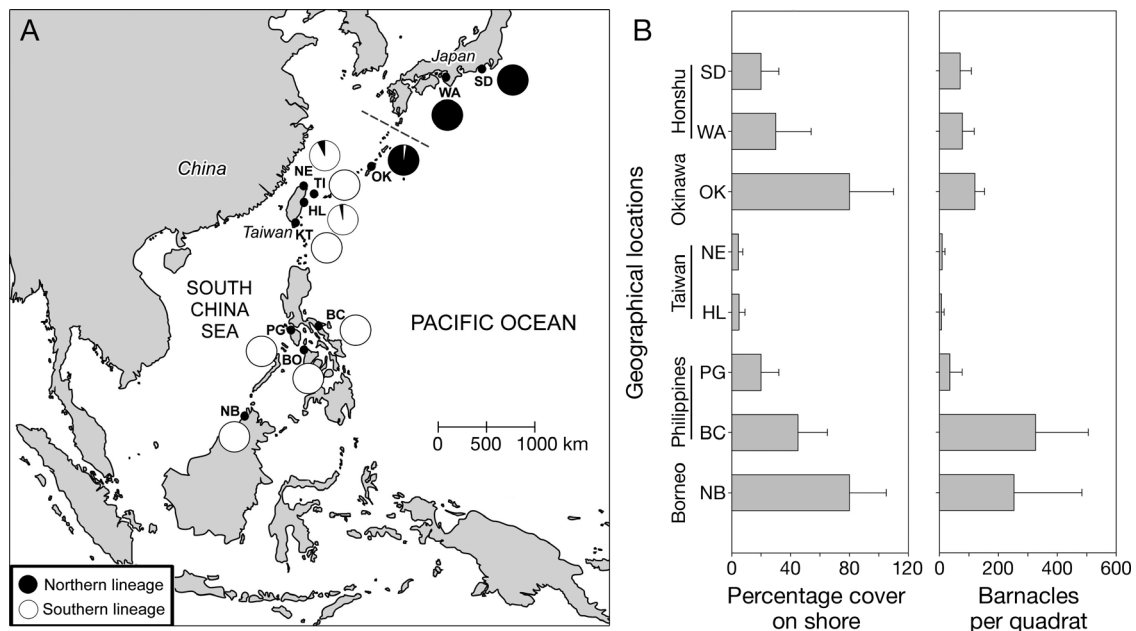 A
Japan
SD
WA
China
OK
NE
TI
HL
Taiwan
KT
SOUTH
CHINA
SEA
PACIFIC OCEAN
BC
PG
BO
NB
0 500 1000 km
Northern lineage
Southern lineage
B
Geographical locations
Honshu
SD
WA
Okinawa
OK
Taiwan
NE
HL
Philippines
PG
BC
Borneo
NB
0 40 80 120
Percentage cover
on shore
0 200 400 600
Barnacles
per quadrat